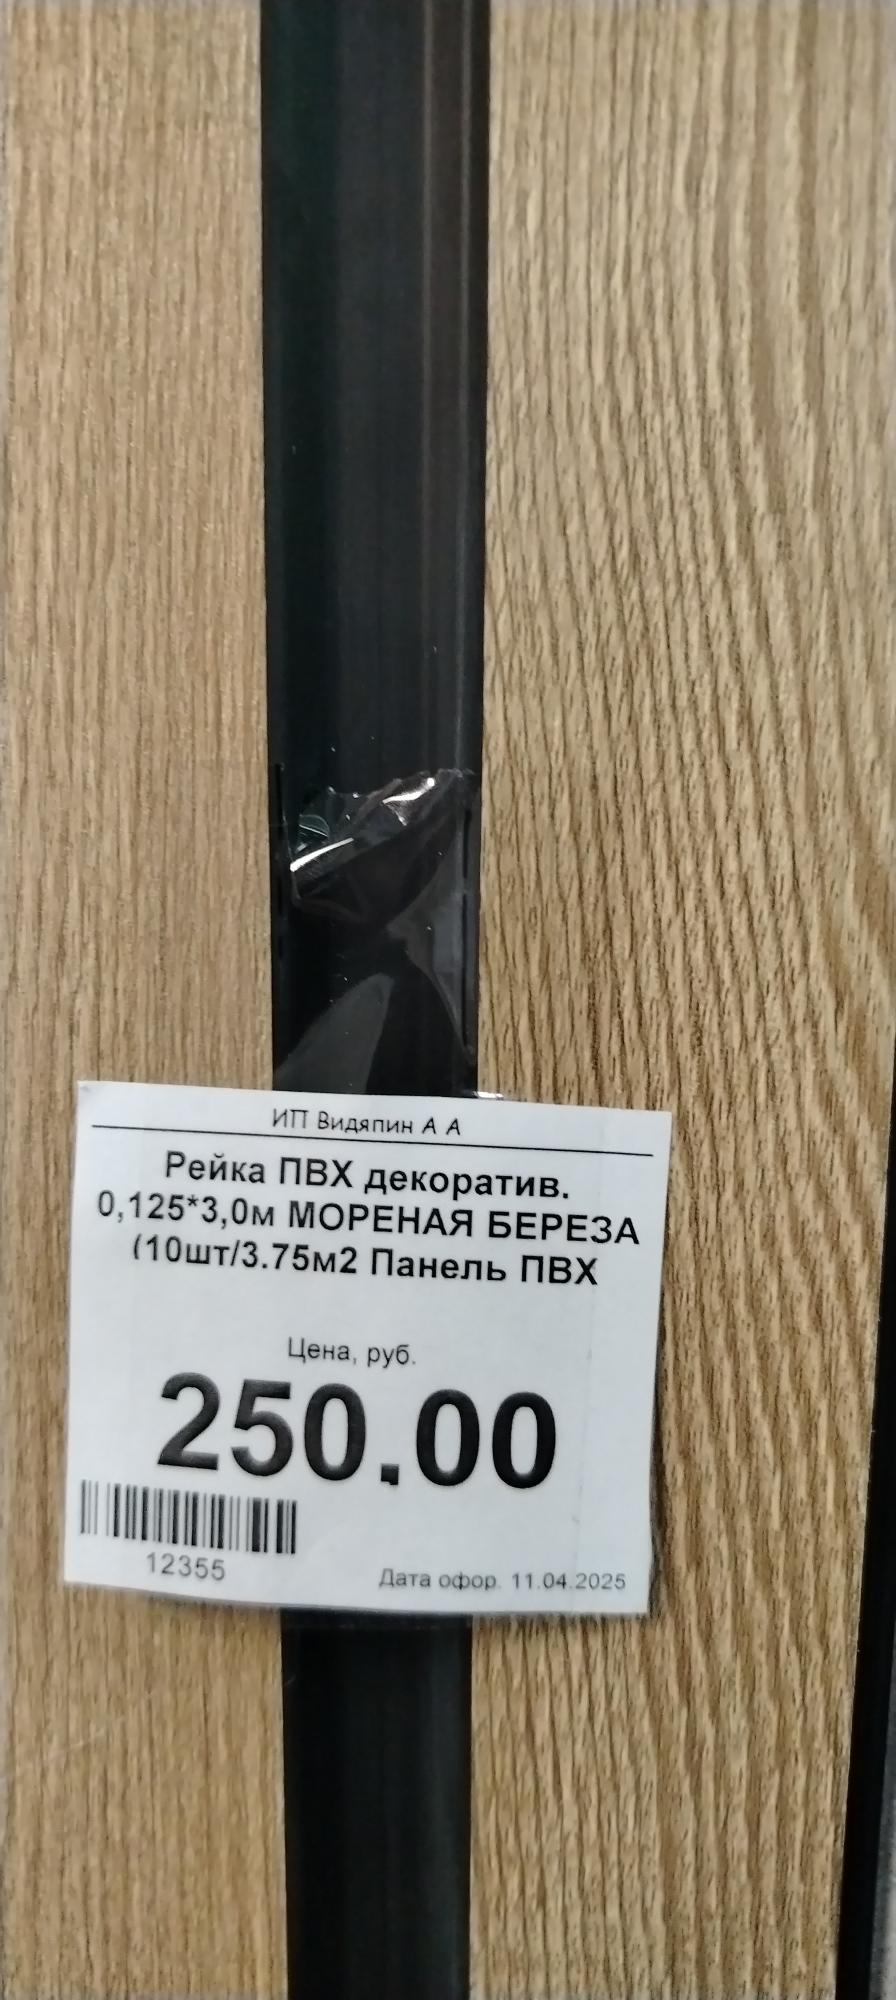 ИП Видяпин А А
Рейка ПВХ декоратив.
0,125*3,0м МОРЕНАЯ БЕРЕЗА
(10шт/3.75м2 Панель ПВХ
Цена, руб.
250.00
12355
Дата офор. 11.04.2025